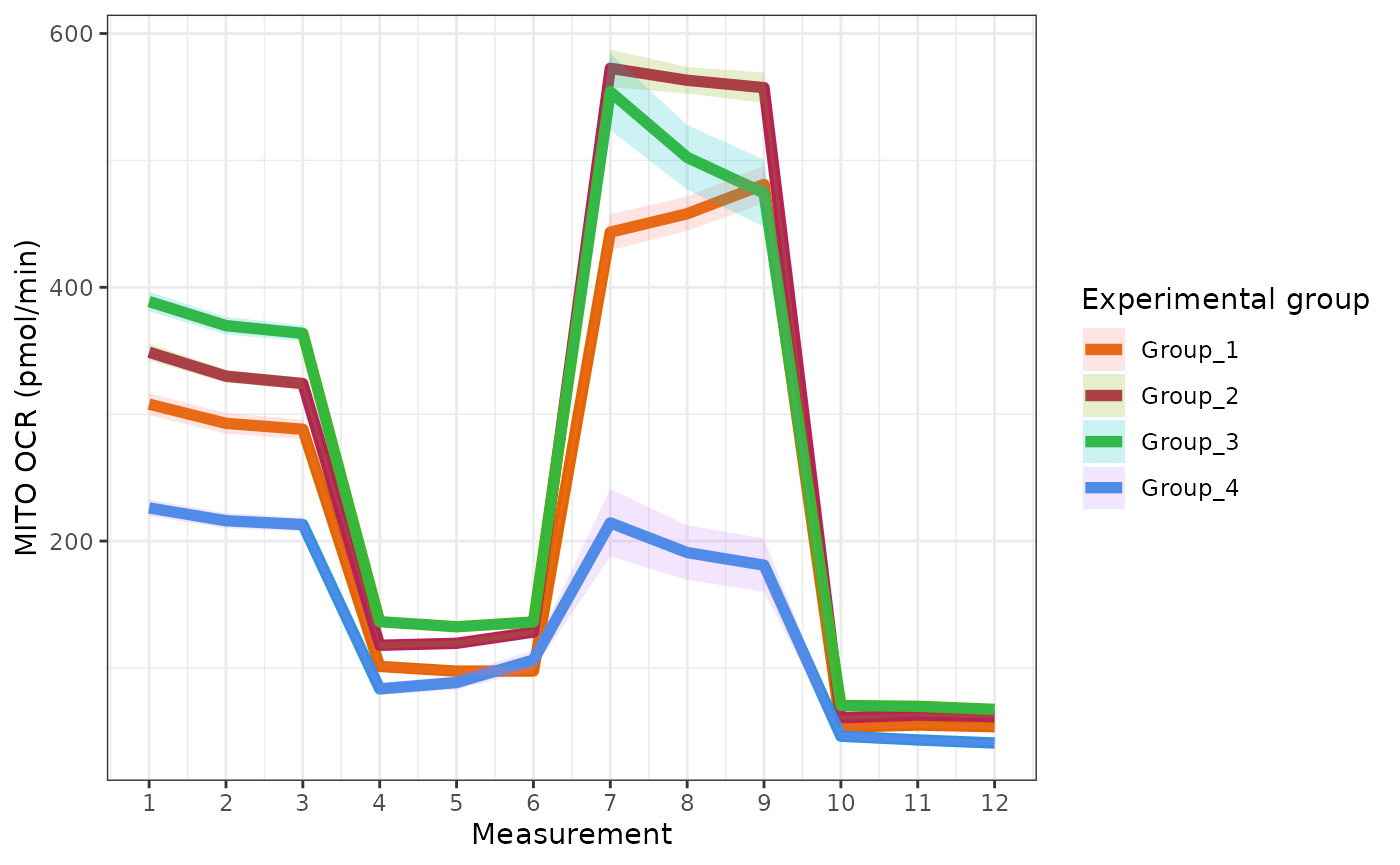 600
400
200
MITO OCR (pmol/min)
1 2 3 4 5 6 7 8 9 10 11 12
Measurement
Experimental group
Group_1
Group_2
Group_3
Group_4